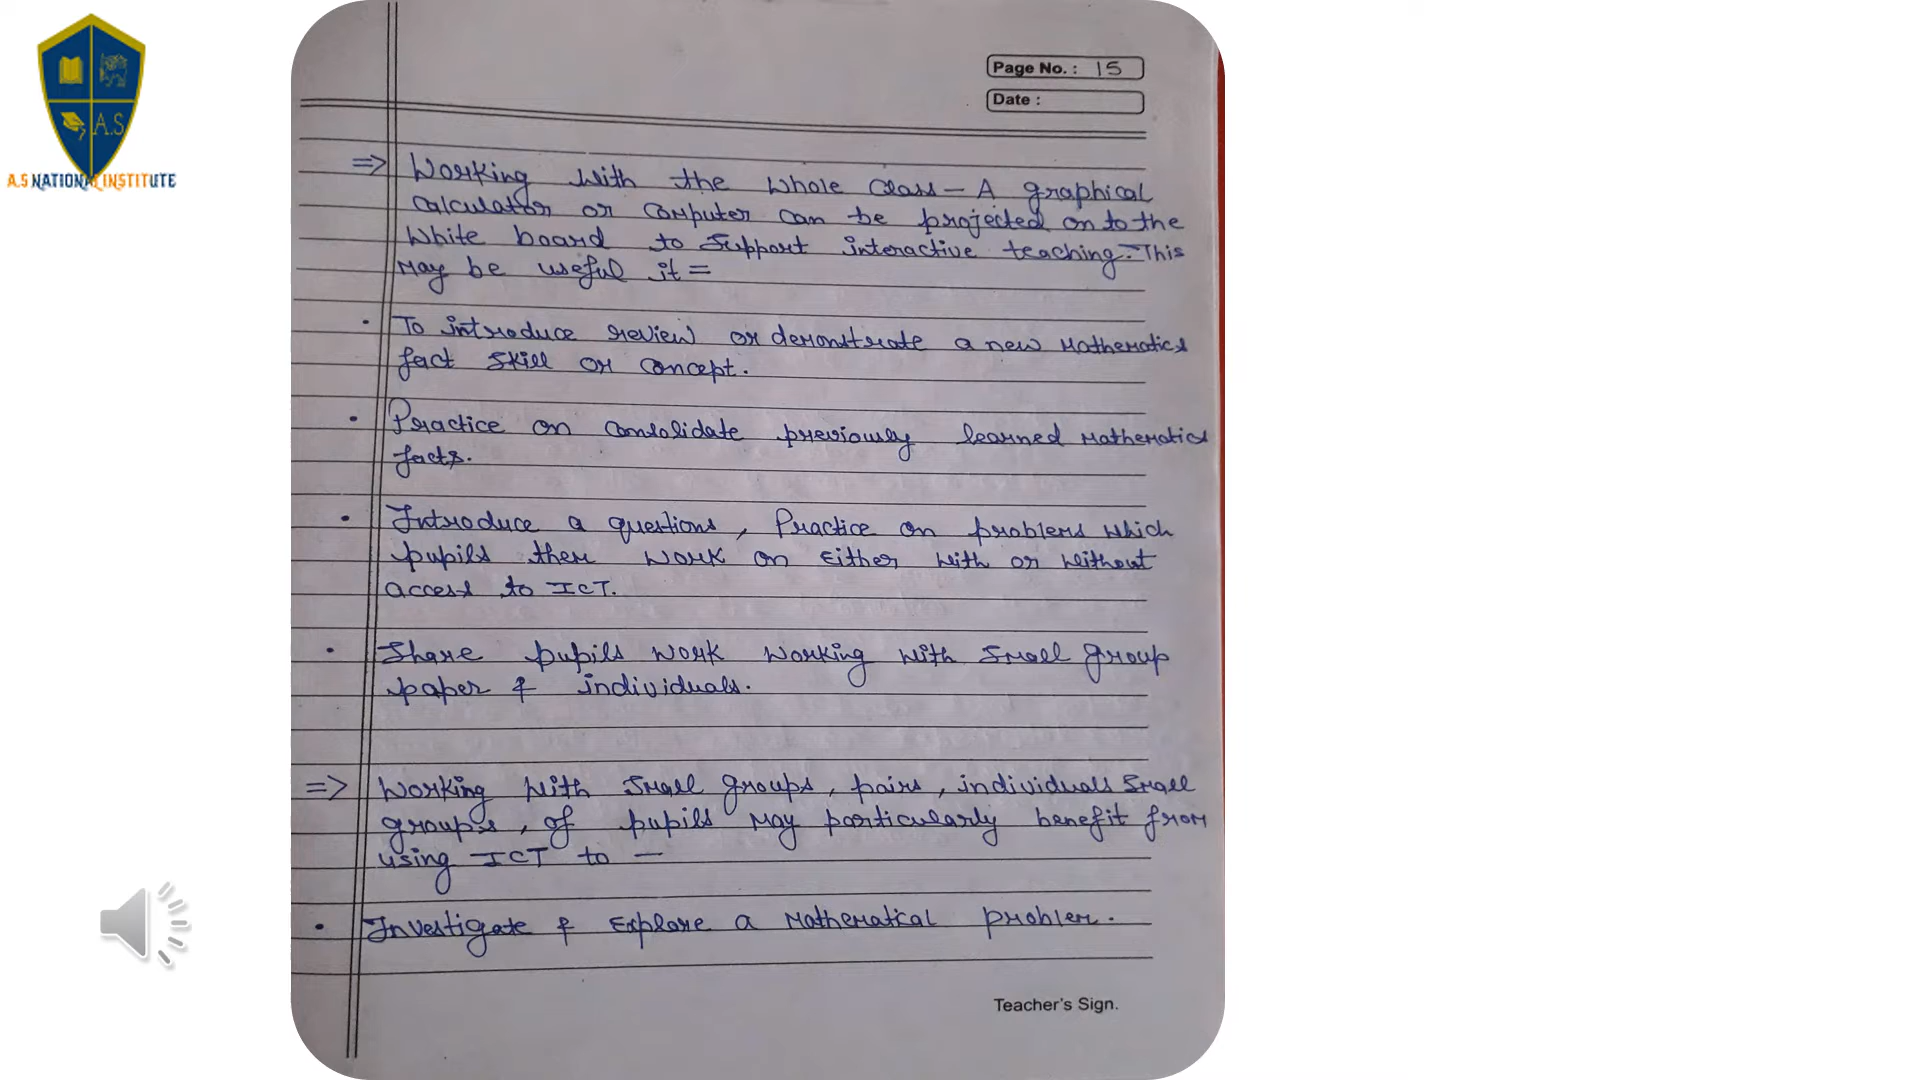 A.S
A.S NATIONAL INSTITUTE
Page No. : 15
Date :
=> Working with the whole class – A graphical
calculator or computer can be projected on to the
white board to support interactive teaching. This
may be useful it =
• To introduce review or demonstrate a new mathematics
fact skill or concept.
• Practice on consolidate previously learned mathematics
facts.
• Introduce a questions, Practice on problems which
pupils then work on either with or without
access to ICT.
• Share pupils work working with small group
paper & individuals.
=> Working with small groups, pairs, individuals small
groups, of pupils may particularly benefit from
using ICT to –
• Investigate & Explore a mathematical problem.
Teacher's Sign.